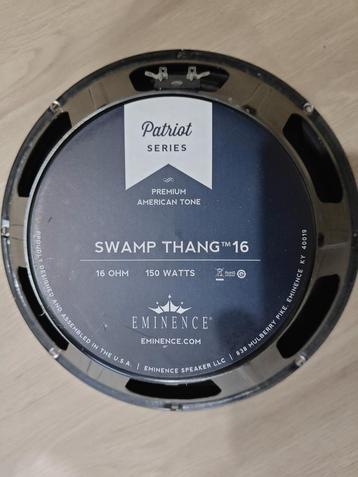 Patriot
SERIES
PREMIUM
AMERICAN TONE
SWAMP THANG™16
16 OHM 150 WATTS
EMINENCE®
EMINENCE.COM
PROUDLY DESIGNED AND ASSEMBLED IN THE U.S.A. | EMINENCE SPEAKER LLC | 838 MULBERRY PIKE, EMINENCE KY 40019